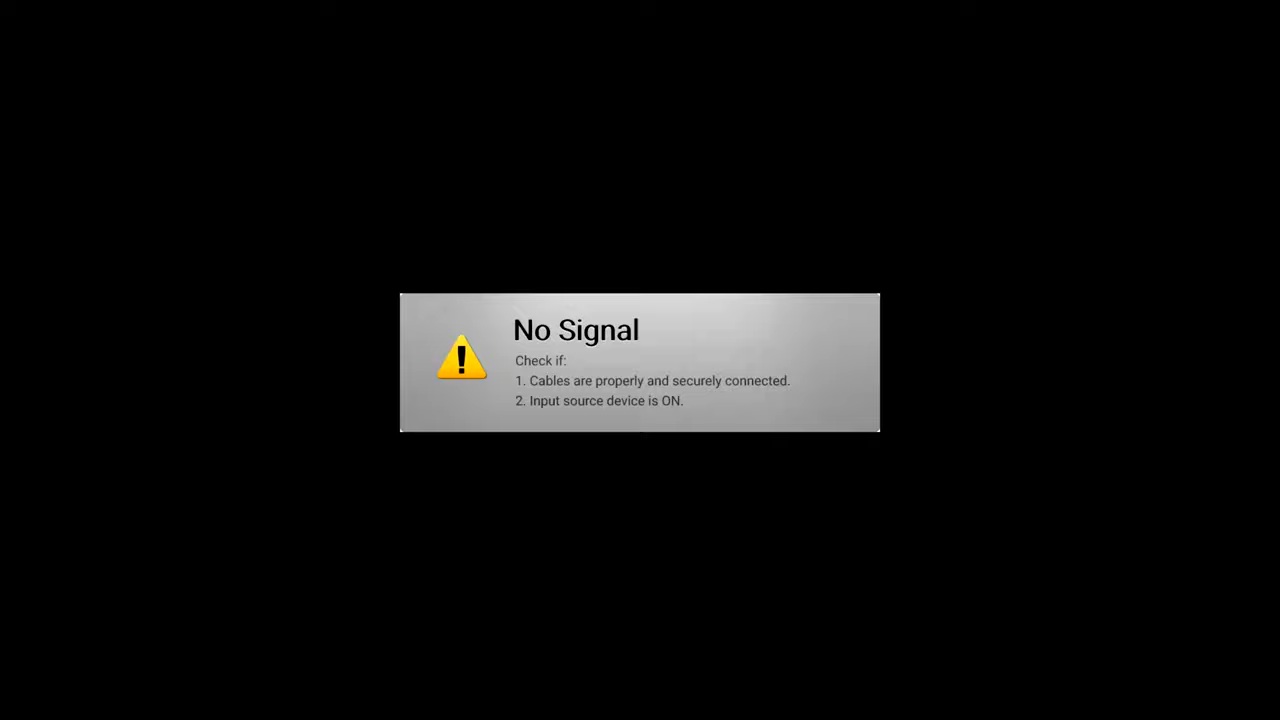 No Signal
Check if:
1. Cables are properly and securely connected.
2. Input source device is ON.